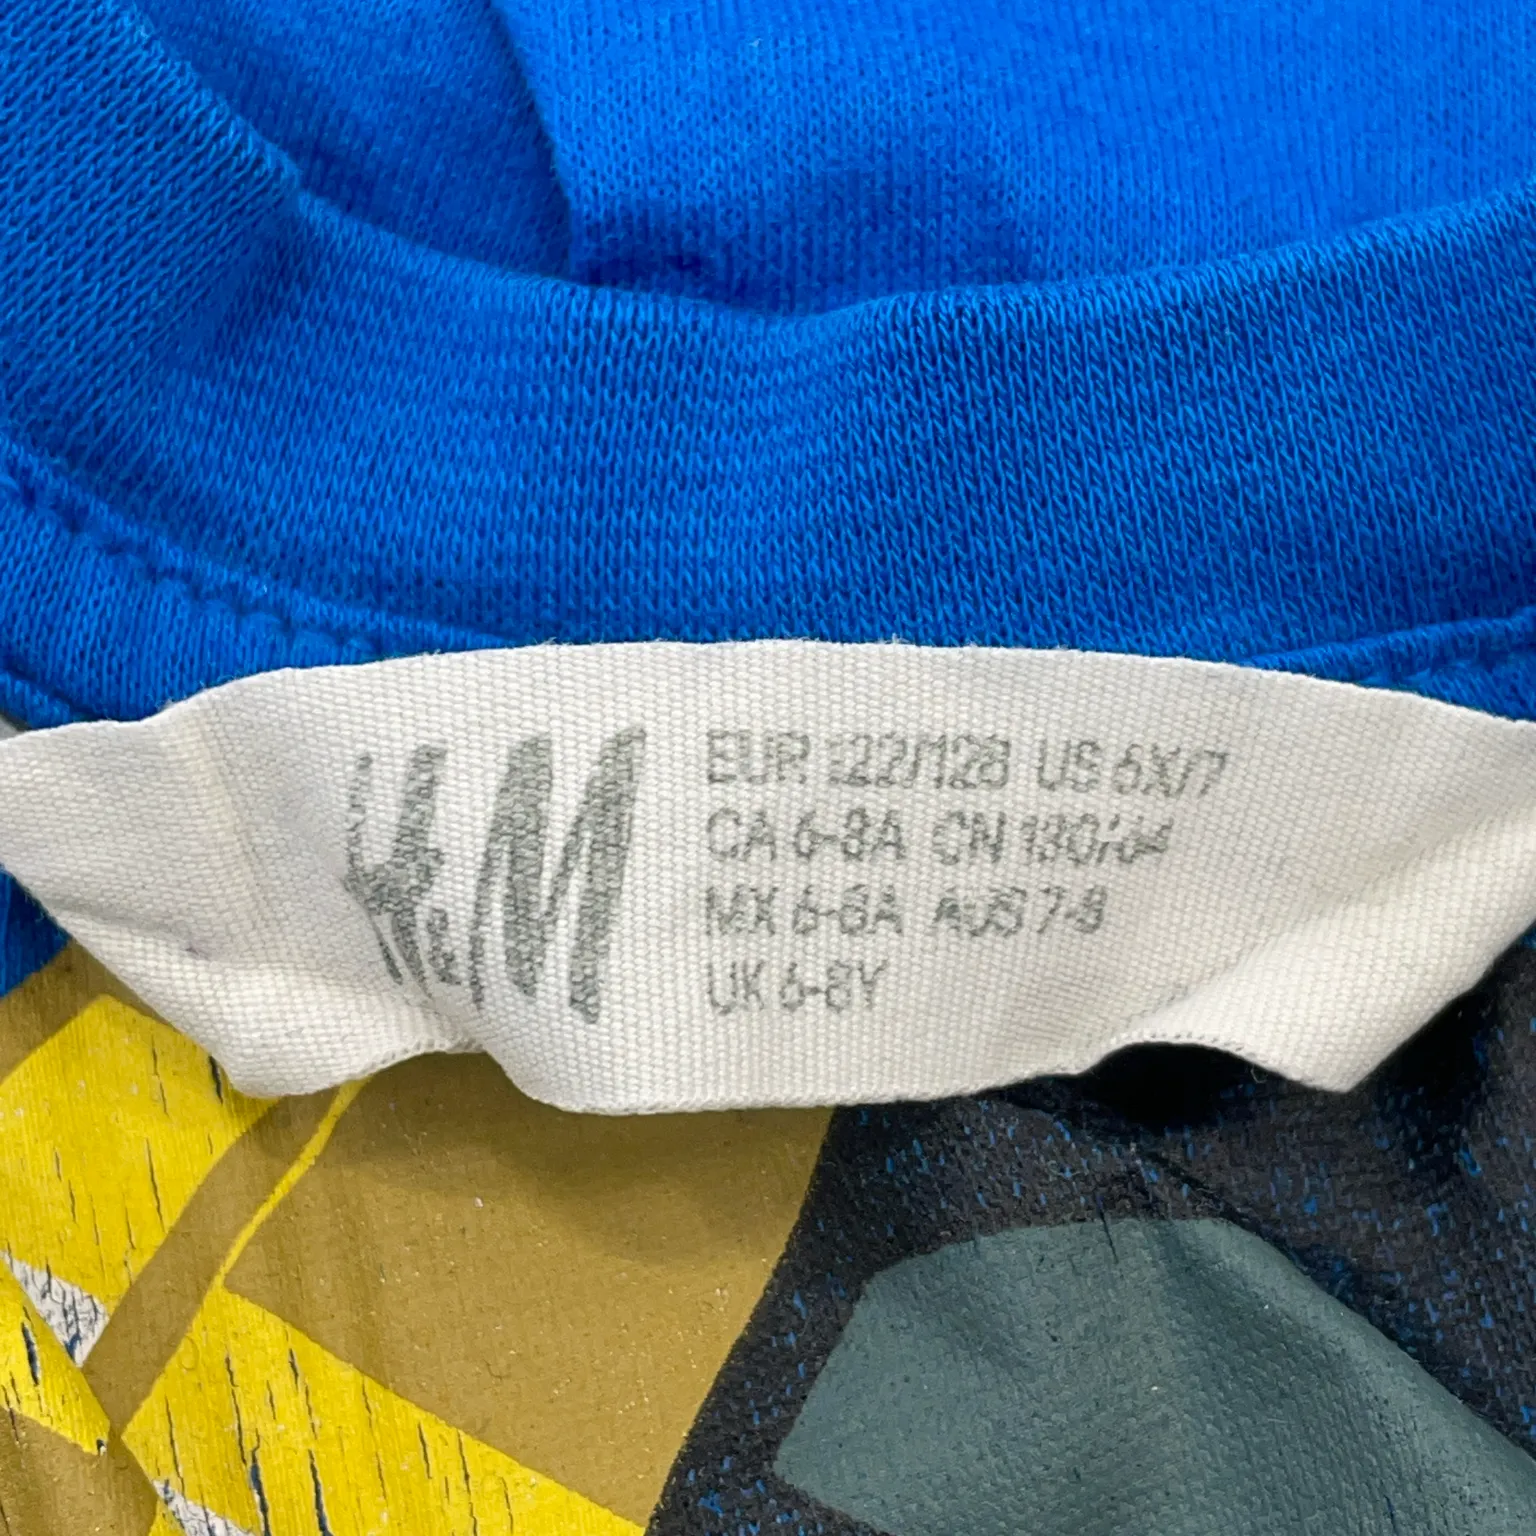 H&M
EUR 122/128 US 6X/7
CA 6-8A CN 130/64
MX 6-8A AUS 7-8
UK 6-8Y